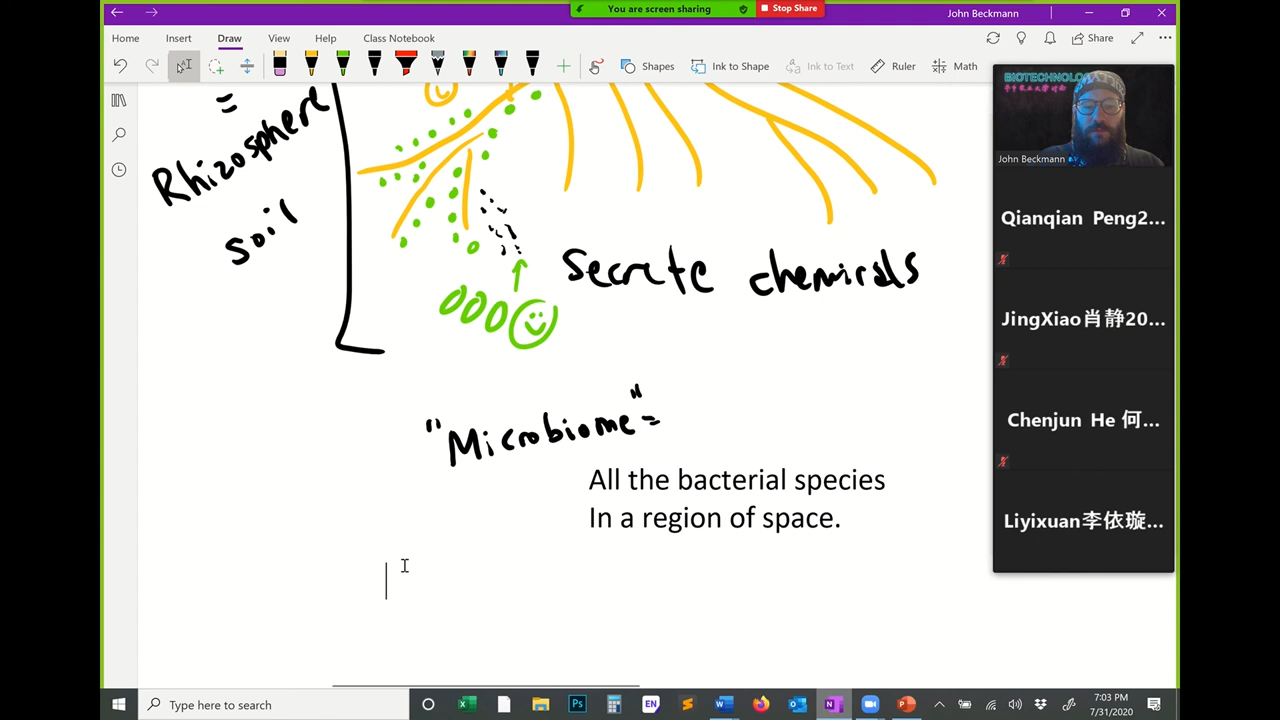 You are screen sharing
Stop Share
John Beckmann
Home Insert Draw View Help Class Notebook
Share
Shapes Ink to Shape Ink to Text Ruler Math
BIOTECHNOLO
John Beckmann
=
Rhizosphere
soil
Secrete chemicals
"Microbiome" =
All the bacterial species
In a region of space.
Qianqian Peng2...
JingXiao肖静20...
Chenjun He 何...
Liyixuan李依璇...
Type here to search
Ps
EN
7:03 PM
7/31/2020